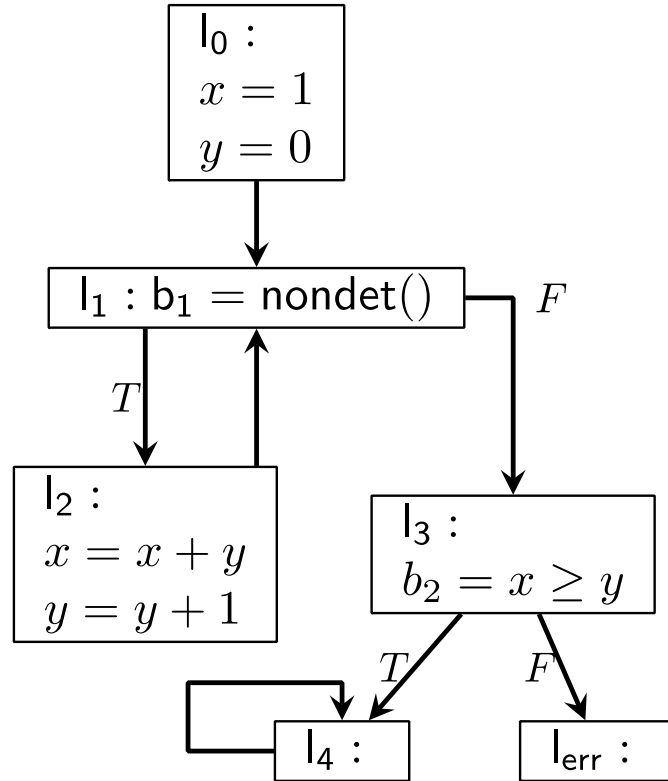 l₀ :
x = 1
y = 0
l₁ : b₁ = nondet()
F
T
l₂ :
x = x + y
y = y + 1
l₃ :
b₂ = x ≥ y
T
F
l₄ :
l_err :